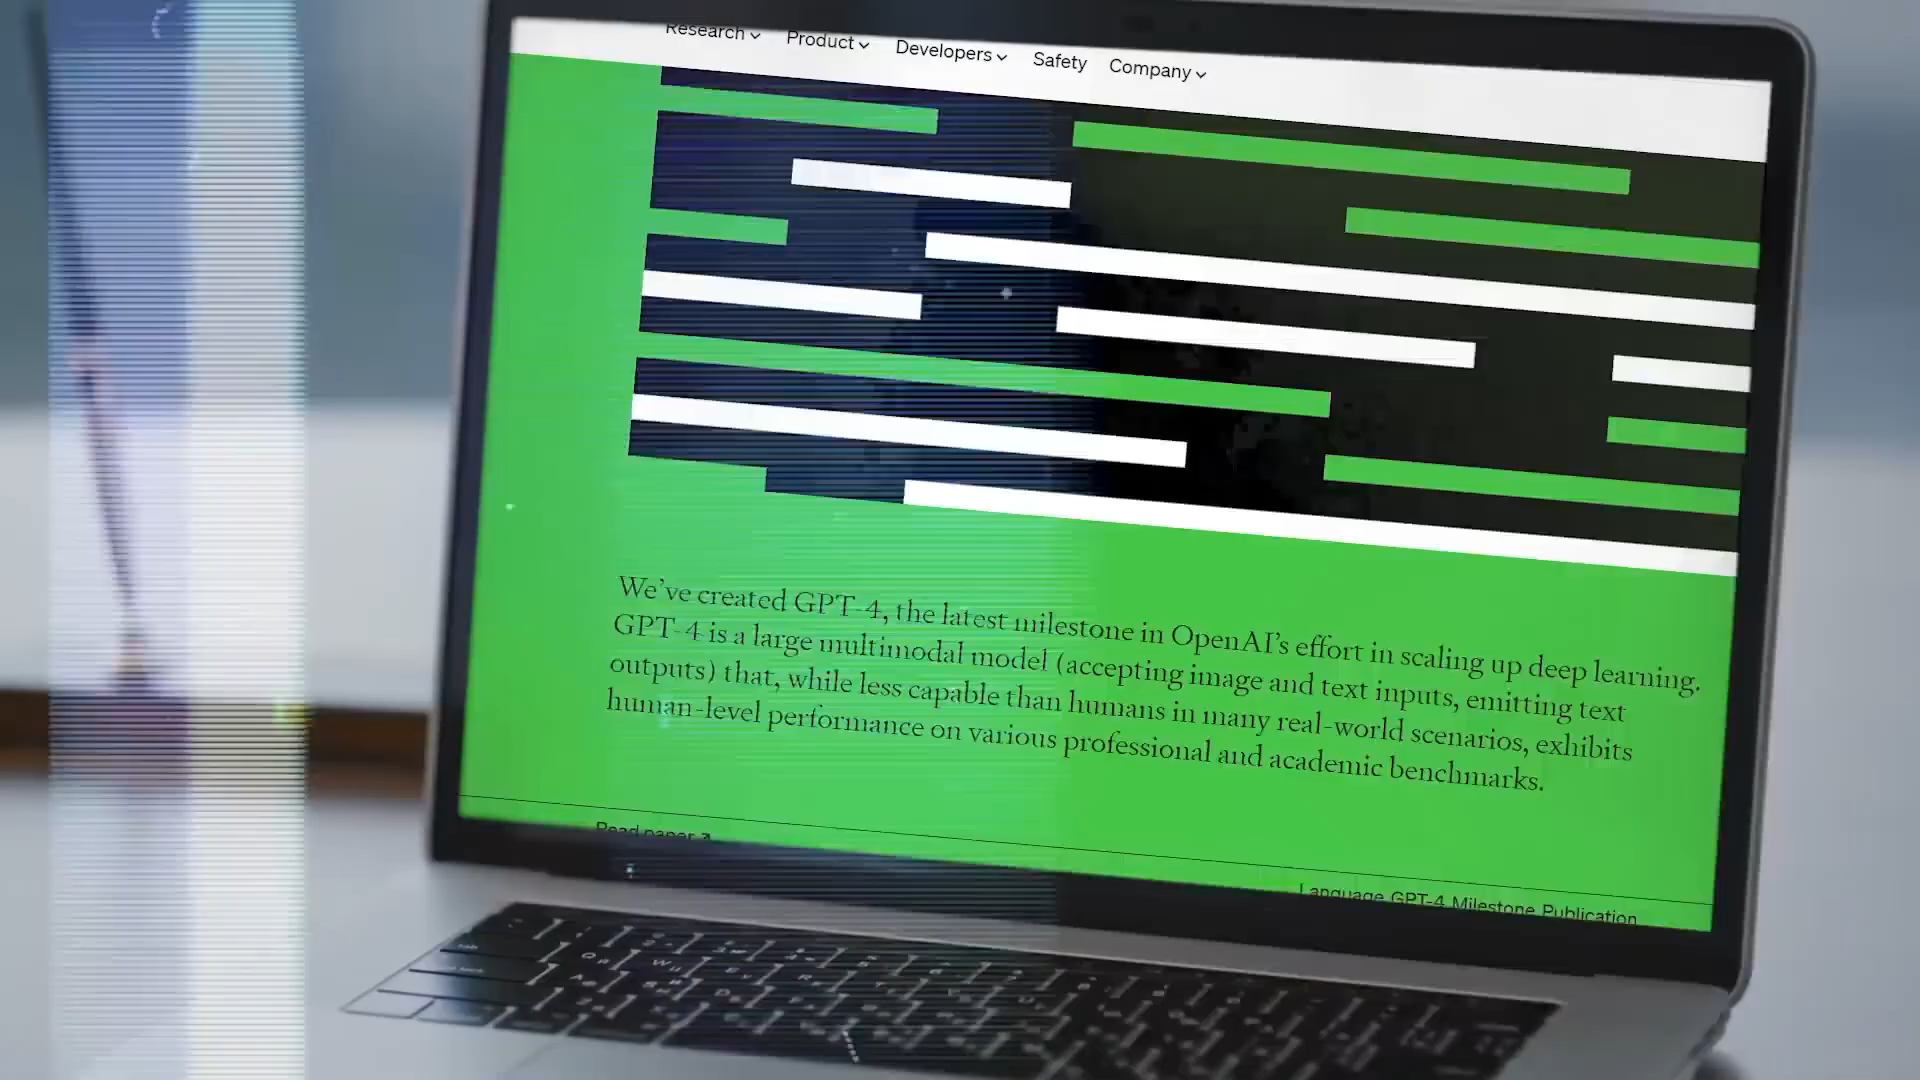 Research Product Developers Safety Company
We've created GPT-4, the latest milestone in OpenAI's effort in scaling up deep learning.
GPT-4 is a large multimodal model (accepting image and text inputs, emitting text
outputs) that, while less capable than humans in many real-world scenarios, exhibits
human-level performance on various professional and academic benchmarks.
Read paper ↗
Language GPT-4 Milestone Publication